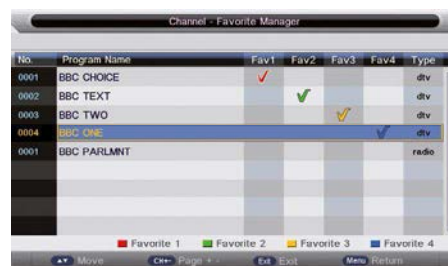 Channel - Favorite Manager
No. Program Name Fav1 Fav2 Fav3 Fav4 Type
0001 BBC CHOICE dtv
0002 BBC TEXT dtv
0003 BBC TWO dtv
0004 BBC ONE dtv
0001 BBC PARLMNT radio
Favorite 1 Favorite 2 Favorite 3 Favorite 4
Move CH+- Page + - Exit Exit Menu Return